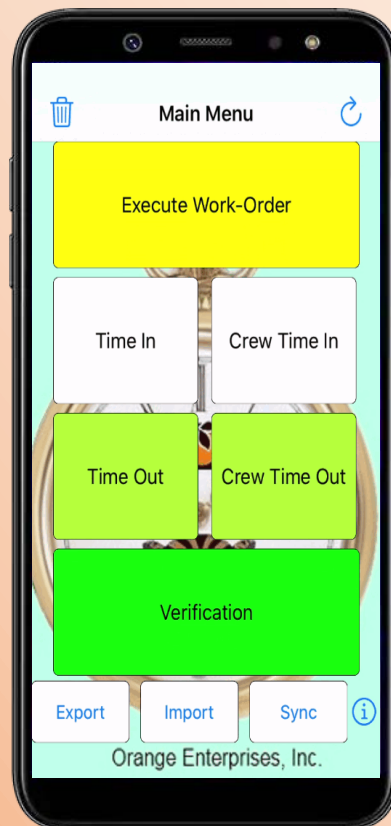 Main Menu
Execute Work-Order
Time In
Crew Time In
Time Out
Crew Time Out
Verification
Export
Import
Sync
Orange Enterprises, Inc.